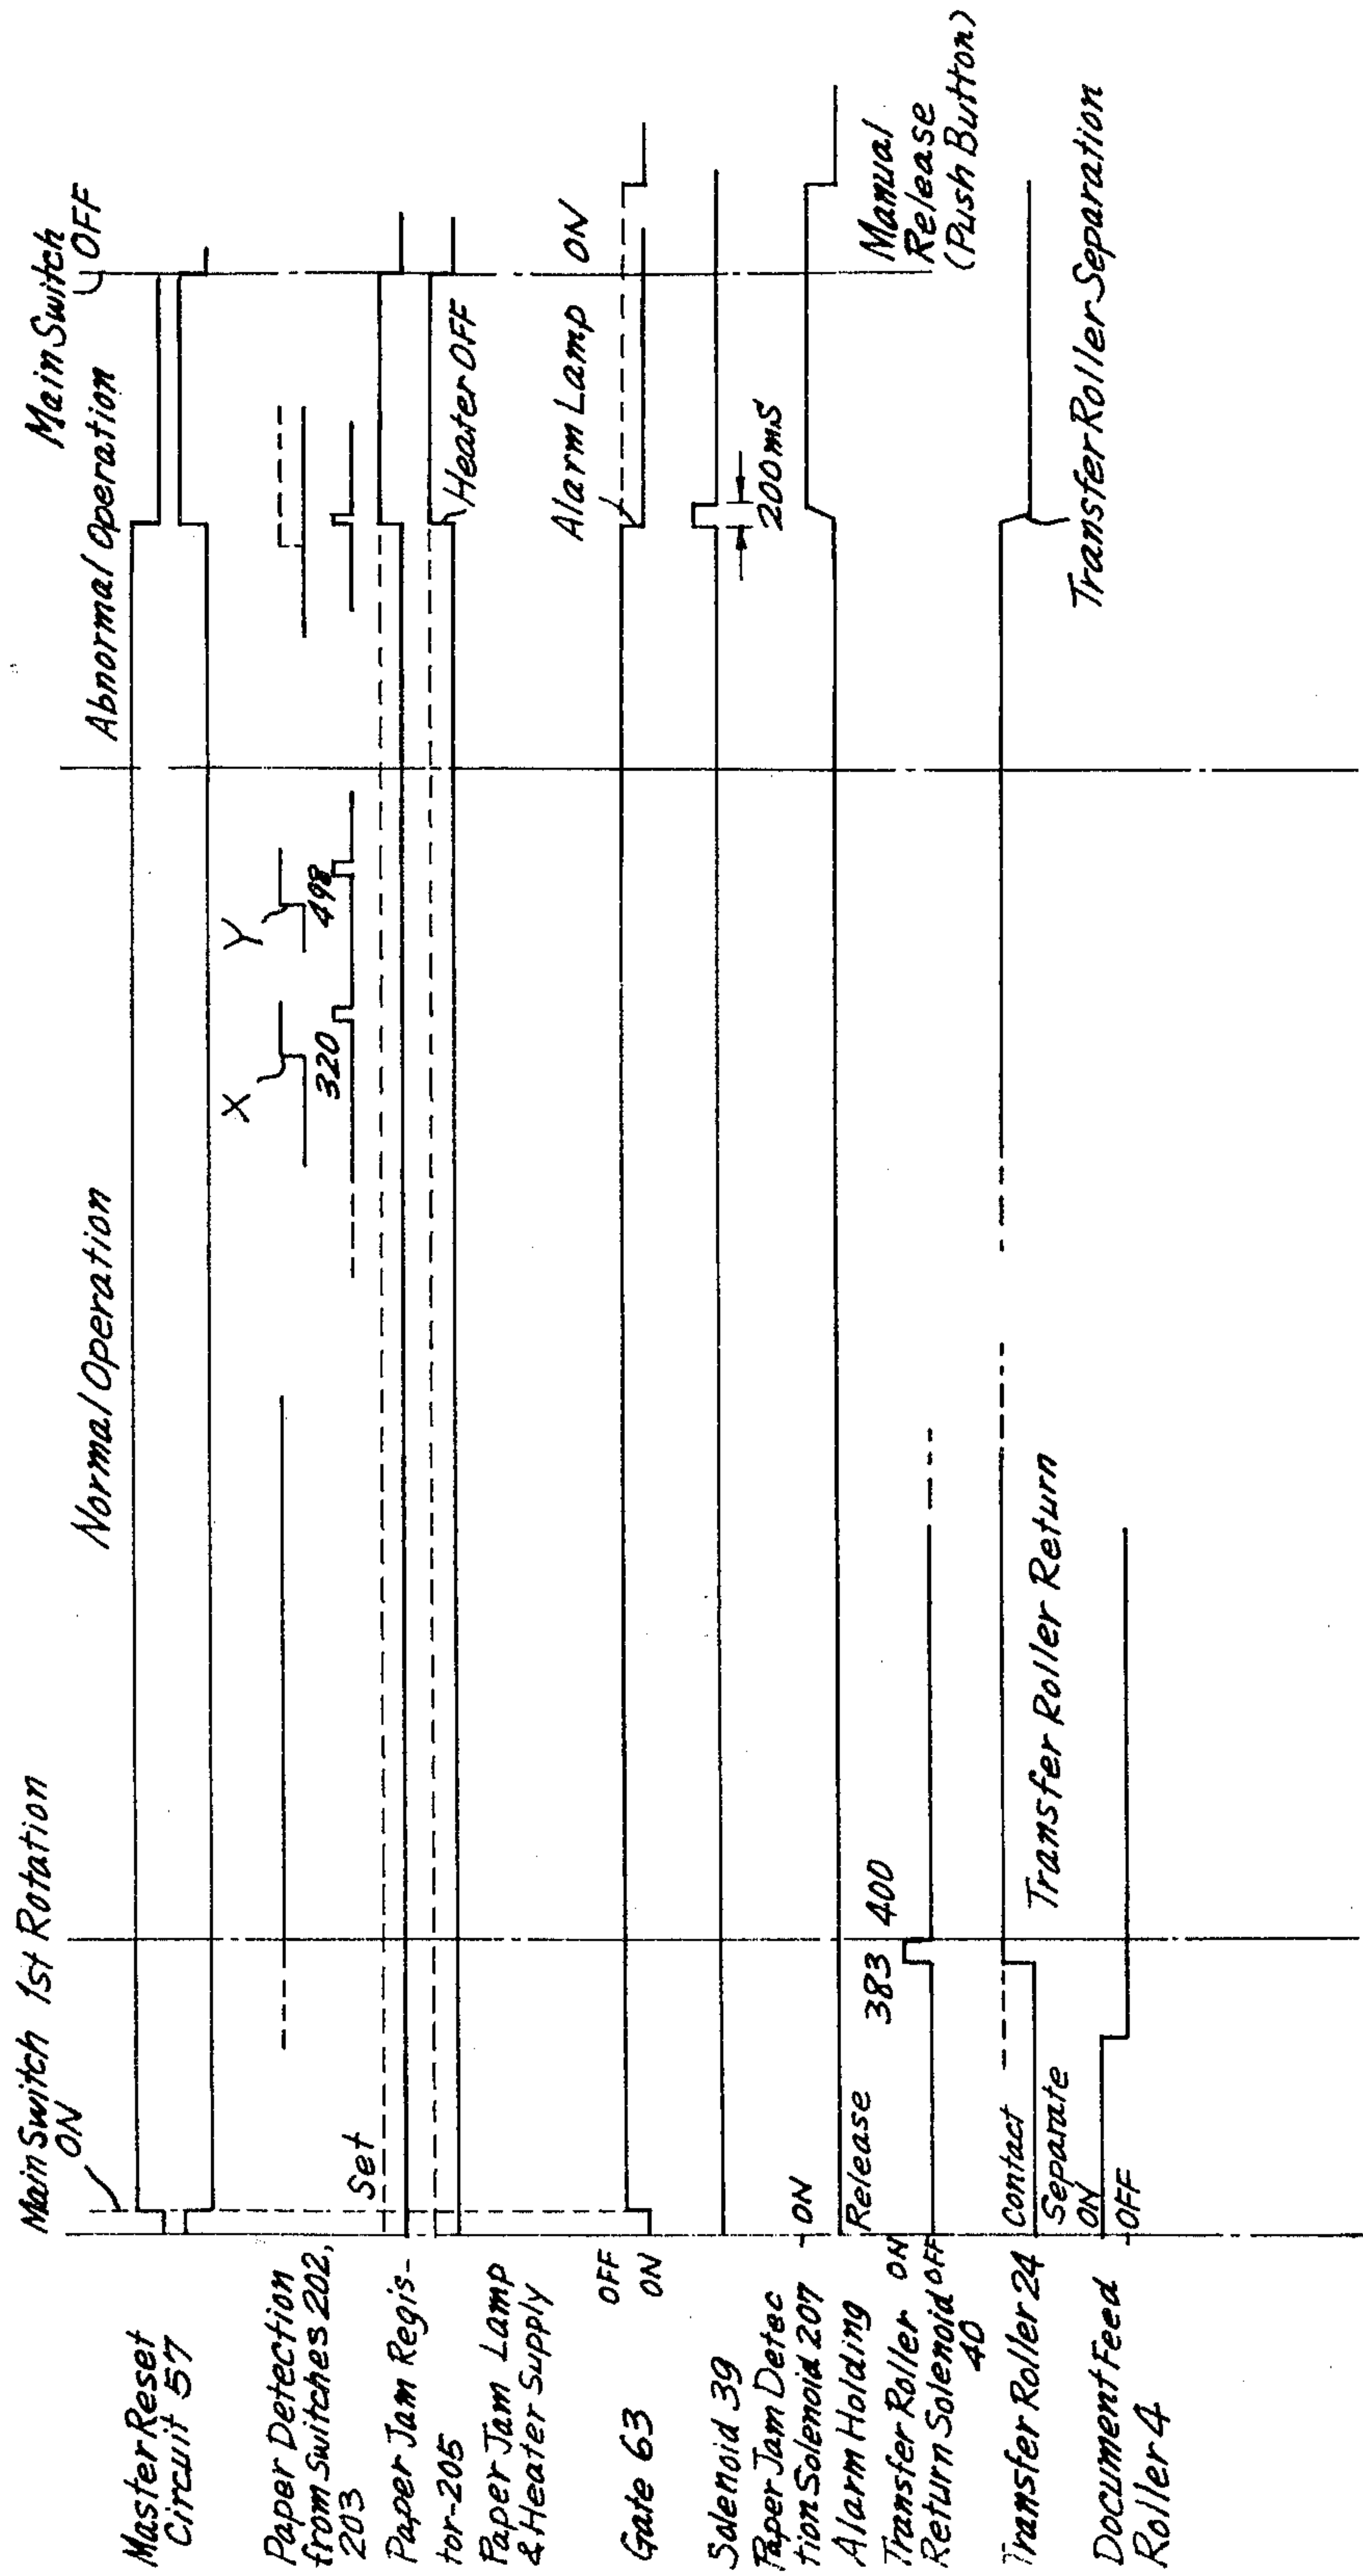 Main Switch
ON
1st Rotation
Normal Operation
Abnormal Operation
Main Switch
OFF
Master Reset
Circuit 57
Paper Detection
from Switches 202,
203
X
320
Y
498
Paper Jam Regis-
tor-205
Set
Paper Jam Lamp
& Heater Supply
Heater OFF
Gate 63
OFF
ON
Alarm Lamp ON
Solenoid 39
200ms
Paper Jam Detec
tion Solenoid 207
ON
Alarm Holding
Release
Manual
Release
(Push Button)
Transfer Roller
Return Solenoid
40
ON
OFF
383 400
Transfer Roller 24
Contact
Separate
Transfer Roller Return
Transfer Roller Separation
Document Feed
Roller 4
ON
OFF